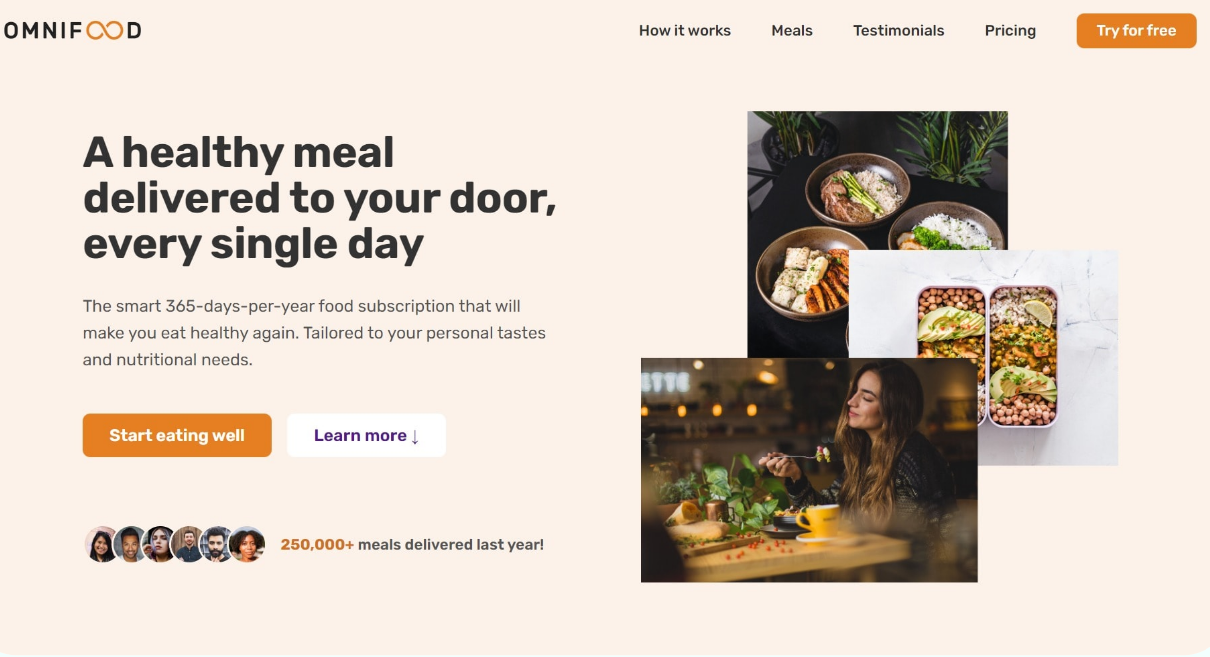 OMNIFOOD
How it works
Meals
Testimonials
Pricing
Try for free
A healthy meal
delivered to your door,
every single day
The smart 365-days-per-year food subscription that will
make you eat healthy again. Tailored to your personal tastes
and nutritional needs.
Start eating well
Learn more ↓
250,000+ meals delivered last year!